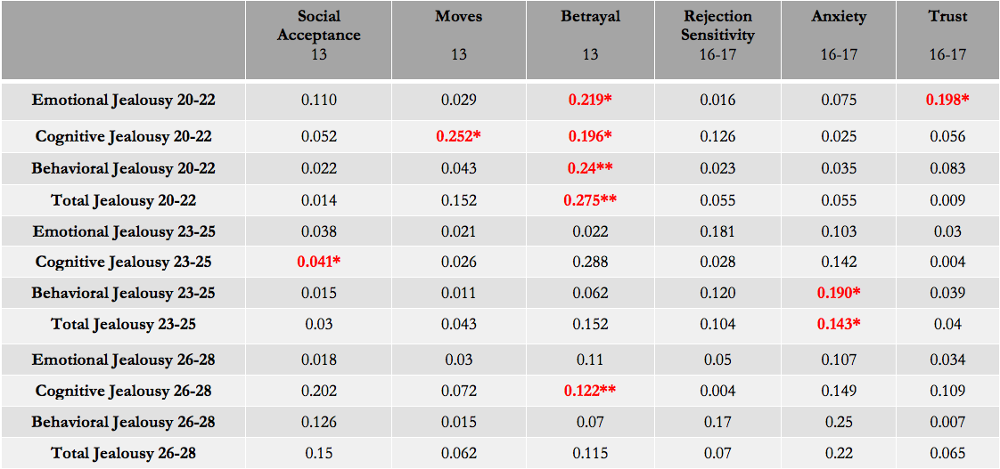 Social Acceptance 13 Moves 13 Betrayal 13 Rejection Sensitivity 16-17 Anxiety 16-17 Trust 16-17
Emotional Jealousy 20-22 0.110 0.029 0.219* 0.016 0.075 0.198*
Cognitive Jealousy 20-22 0.052 0.252* 0.196* 0.126 0.025 0.056
Behavioral Jealousy 20-22 0.022 0.043 0.24** 0.023 0.035 0.083
Total Jealousy 20-22 0.014 0.152 0.275** 0.055 0.055 0.009
Emotional Jealousy 23-25 0.038 0.021 0.022 0.181 0.103 0.03
Cognitive Jealousy 23-25 0.041* 0.026 0.288 0.028 0.142 0.004
Behavioral Jealousy 23-25 0.015 0.011 0.062 0.120 0.190* 0.039
Total Jealousy 23-25 0.03 0.043 0.152 0.104 0.143* 0.04
Emotional Jealousy 26-28 0.018 0.03 0.11 0.05 0.107 0.034
Cognitive Jealousy 26-28 0.202 0.072 0.122** 0.004 0.149 0.109
Behavioral Jealousy 26-28 0.126 0.015 0.07 0.17 0.25 0.007
Total Jealousy 26-28 0.15 0.062 0.115 0.07 0.22 0.065